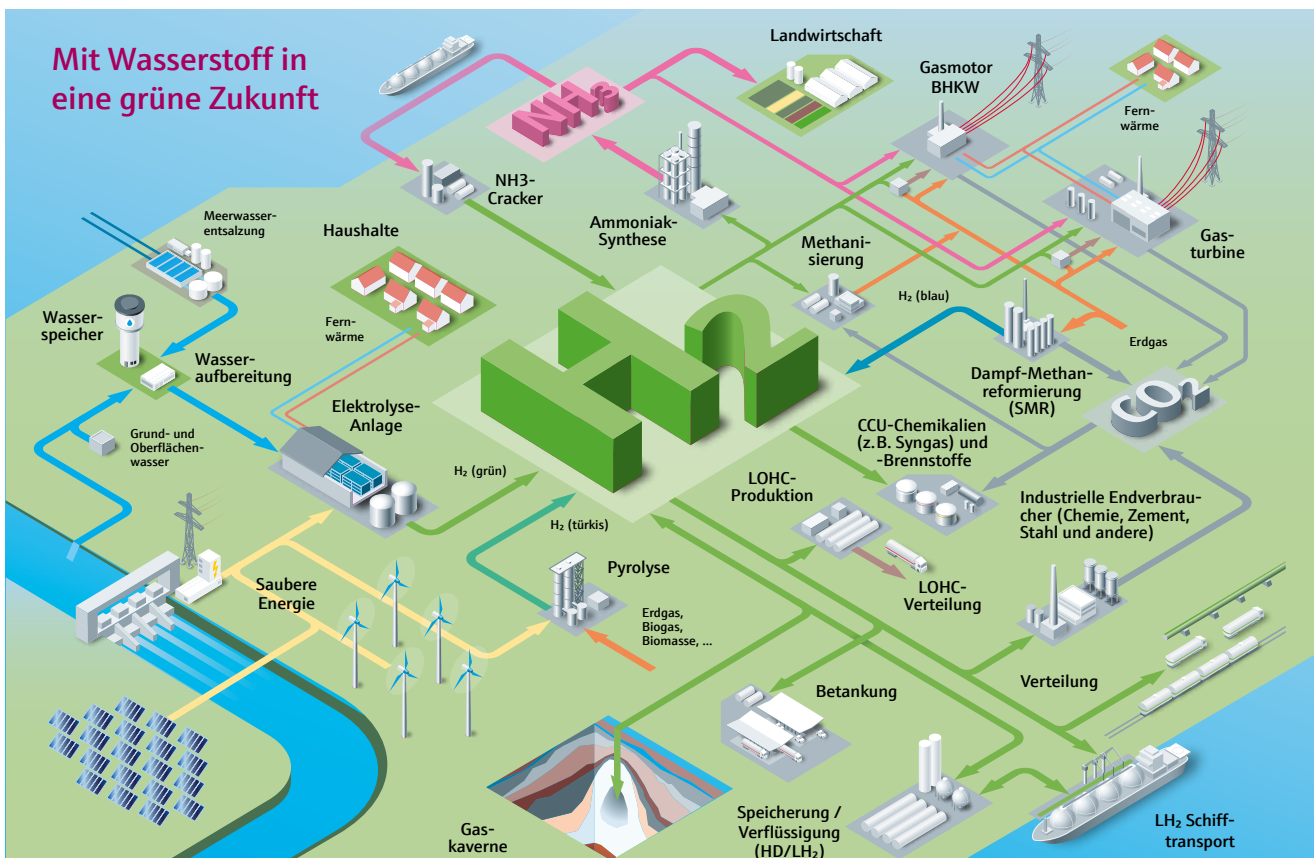 Mit Wasserstoff in
eine grüne Zukunft
NH3
Landwirtschaft
Gasmotor
BHKW
Fern-
wärme
NH3-
Cracker
Ammoniak-
Synthese
Meerwasser-
entsalzung
Haushalte
Methani-
sierung
Gas-
turbine
H₂ (blau)
Wasser-
speicher
Fern-
wärme
Erdgas
Wasser-
aufbereitung
H2
Dampf-Methan-
reformierung
(SMR)
CO2
Elektrolyse-
Anlage
CCU-Chemikalien
(z.B. Syngas) und
-Brennstoffe
Grund- und
Oberflächen-
wasser
H₂ (grün)
LOHC-
Produktion
Industrielle Endverbrau-
cher (Chemie, Zement,
Stahl und andere)
H₂ (türkis)
Saubere
Energie
Pyrolyse
LOHC-
Verteilung
Erdgas,
Biogas,
Biomasse, ...
Betankung
Verteilung
Gas-
kaverne
Speicherung /
Verflüssigung
(HD/LH₂)
LH₂ Schiff-
transport